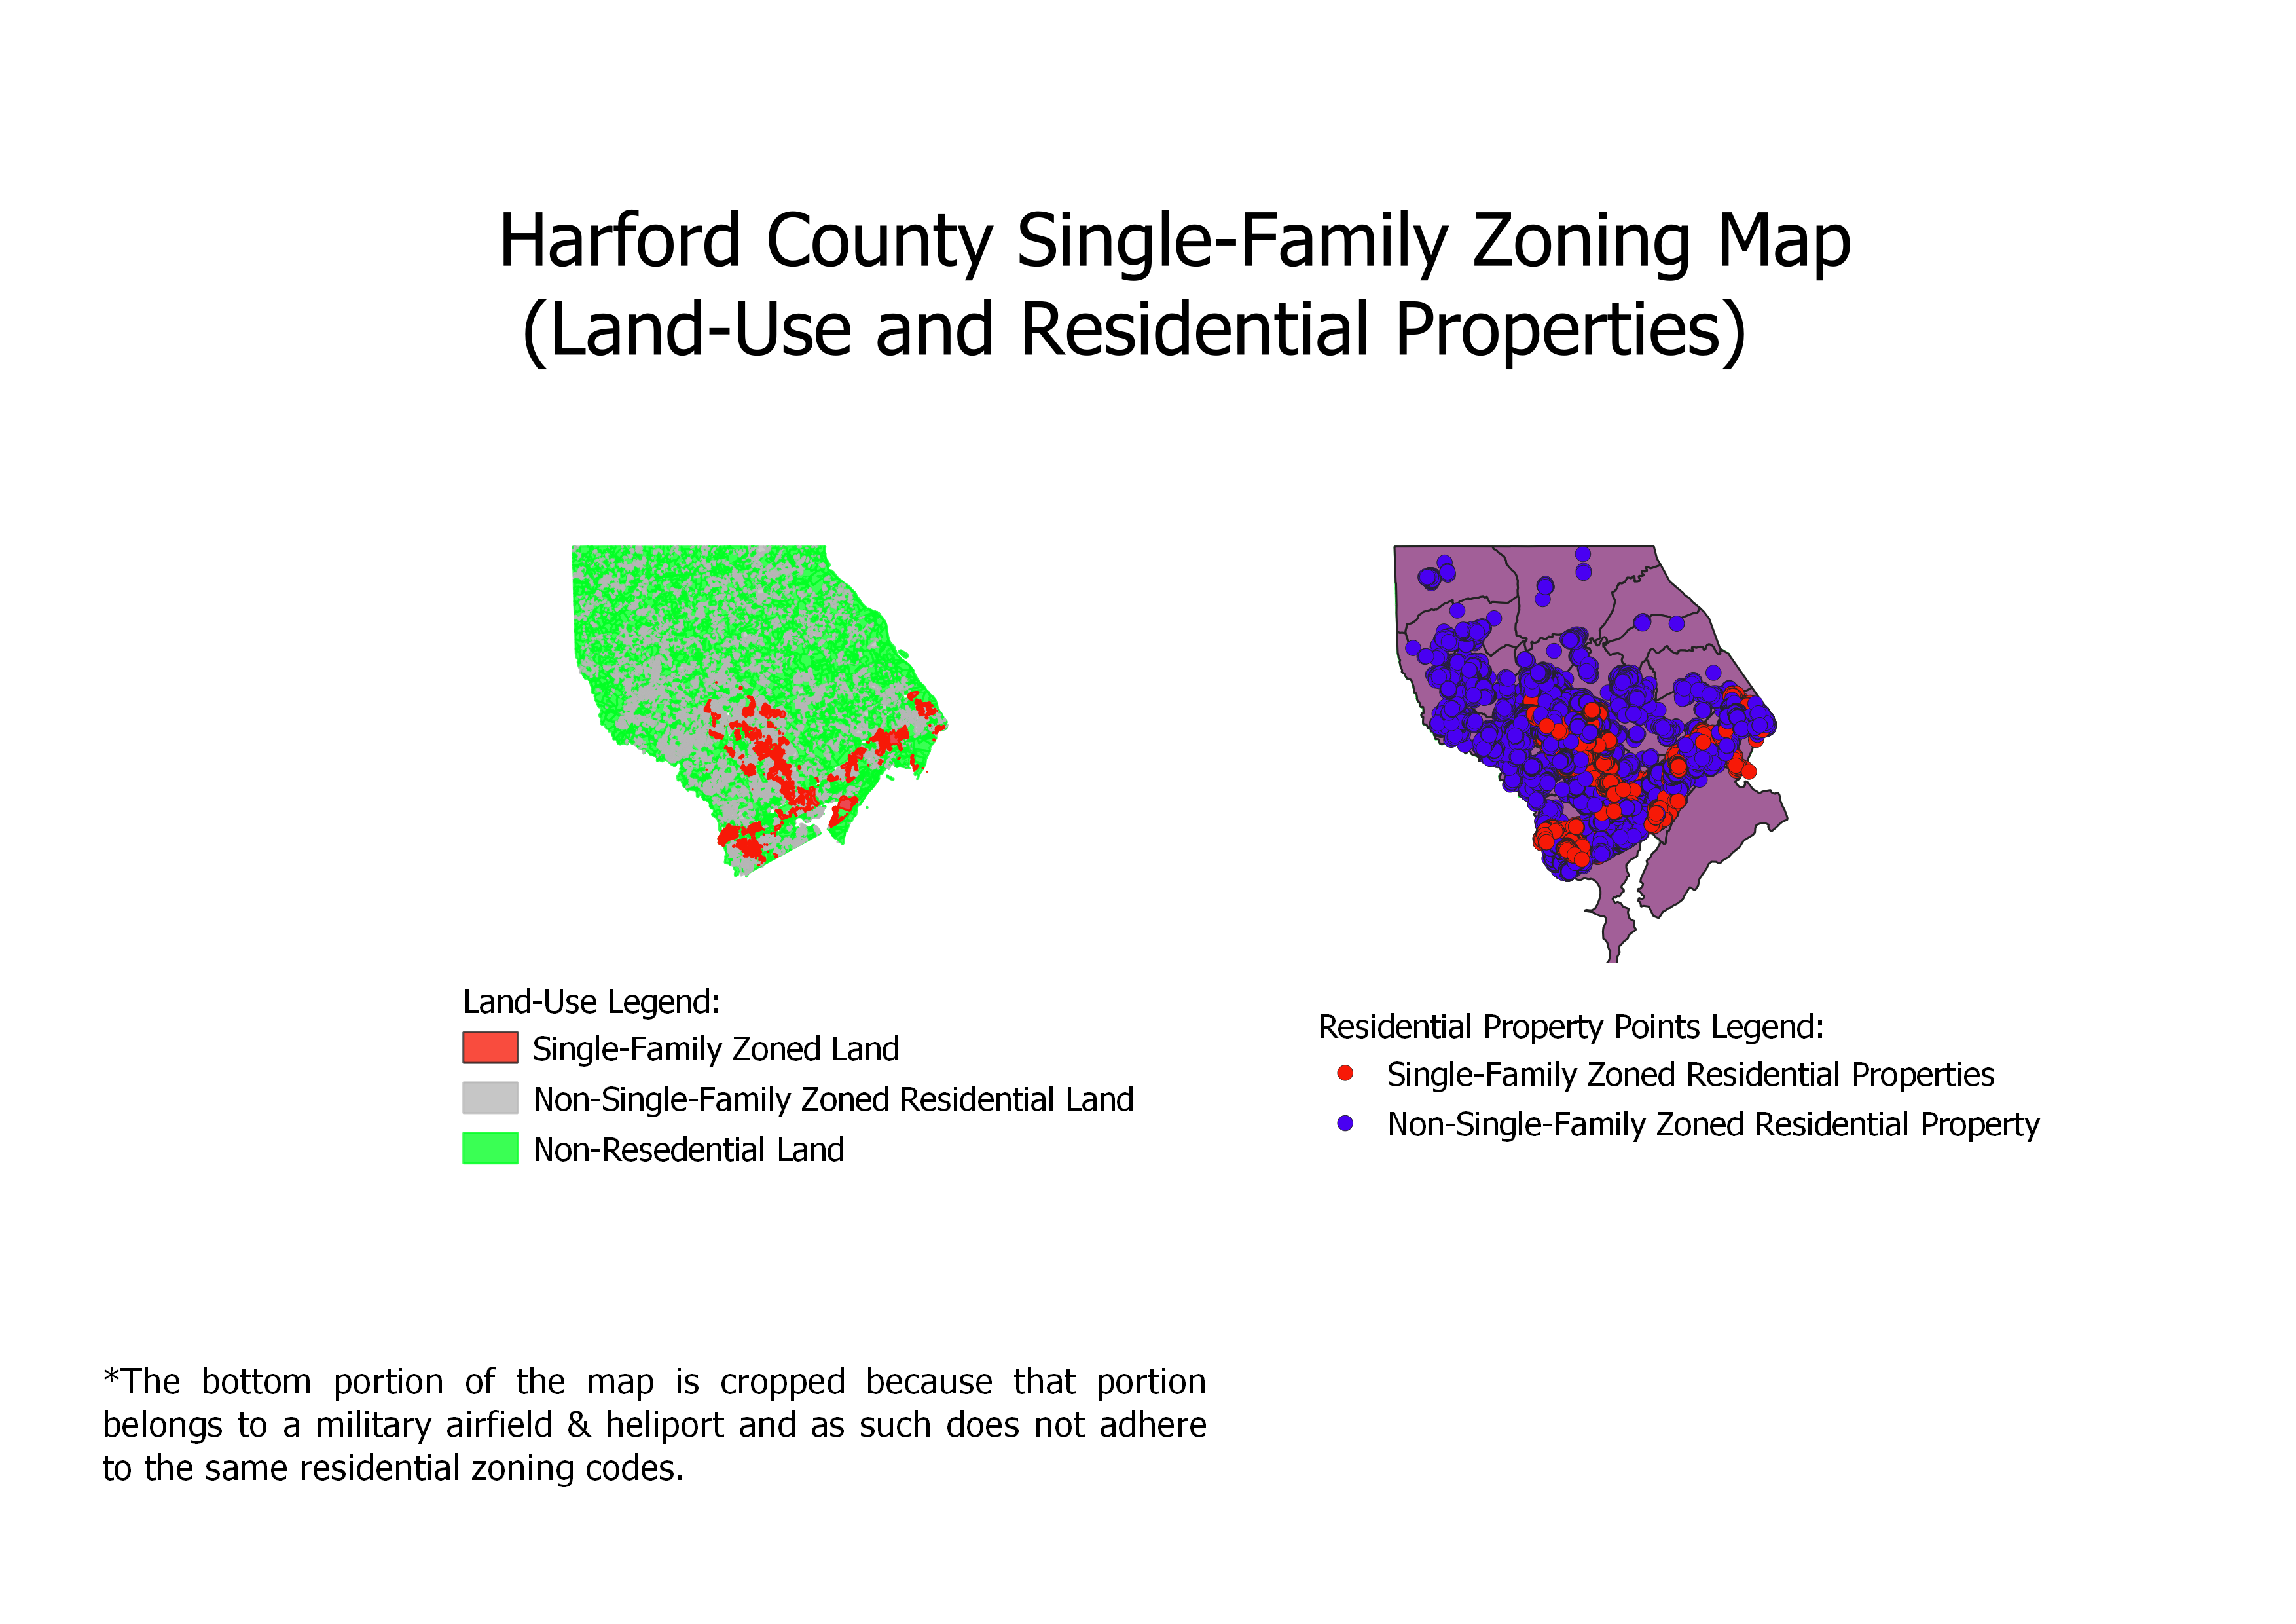 Harford County Single-Family Zoning Map
(Land-Use and Residential Properties)
Land-Use Legend:
Single-Family Zoned Land
Non-Single-Family Zoned Residential Land
Non-Resedential Land
Residential Property Points Legend:
Single-Family Zoned Residential Properties
Non-Single-Family Zoned Residential Property
*The bottom portion of the map is cropped because that portion
belongs to a military airfield & heliport and as such does not adhere
to the same residential zoning codes.